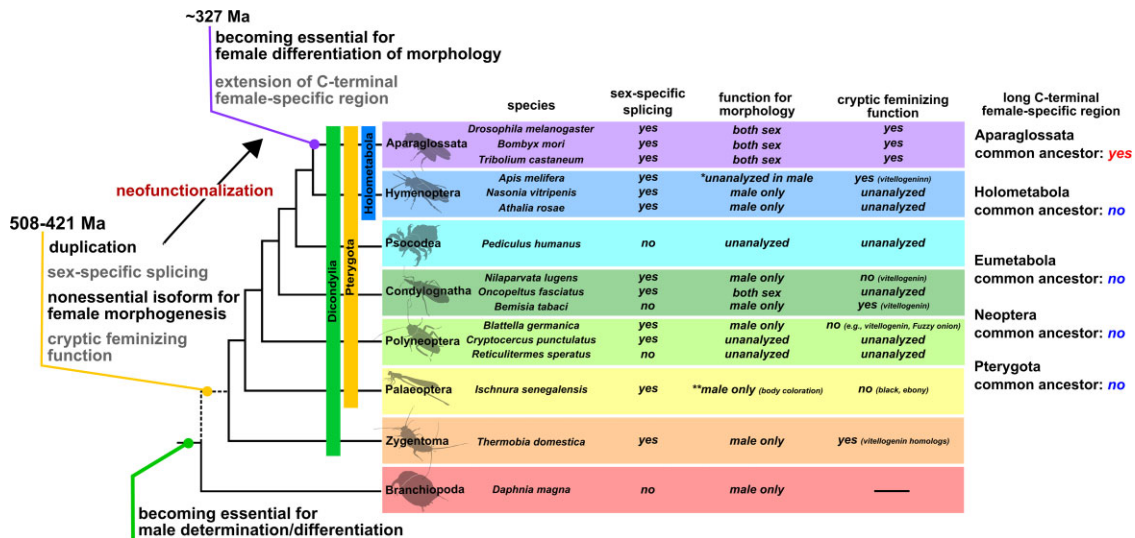 ~327 Ma
becoming essential for
female differentiation of morphology
extension of C-terminal
female-specific region
neofunctionalization
508-421 Ma
duplication
sex-specific splicing
nonessential isoform for
female morphogenesis
cryptic feminizing
function
becoming essential for
male determination/differentiation
Dicondylia
Pterygota
Holometabola
species
sex-specific
splicing
function for
morphology
cryptic feminizing
function
long C-terminal
female-specific region
Aparaglossata
Drosophila melanogaster yes both sex yes
Bombyx mori yes both sex yes
Tribolium castaneum yes both sex yes
Hymenoptera
Apis melifera yes *unanalyzed in male yes (vitellogeninn)
Nasonia vitripenis yes male only unanalyzed
Athalia rosae yes male only unanalyzed
Psocodea Pediculus humanus no unanalyzed unanalyzed
Condylognatha
Nilaparvata lugens yes male only no (vitellogenin)
Oncopeltus fasciatus yes both sex unanalyzed
Bemisia tabaci no male only yes (vitellogenin)
Polyneoptera
Blattella germanica yes male only no (e.g., vitellogenin, Fuzzy onion)
Cryptocercus punctulatus yes unanalyzed unanalyzed
Reticulitermes speratus no unanalyzed unanalyzed
Palaeoptera Ischnura senegalensis yes **male only (body coloration) no (black, ebony)
Zygentoma Thermobia domestica yes male only yes (vitellogenin homologs)
Branchiopoda Daphnia magna no male only —
Aparaglossata
common ancestor: yes
Holometabola
common ancestor: no
Eumetabola
common ancestor: no
Neoptera
common ancestor: no
Pterygota
common ancestor: no